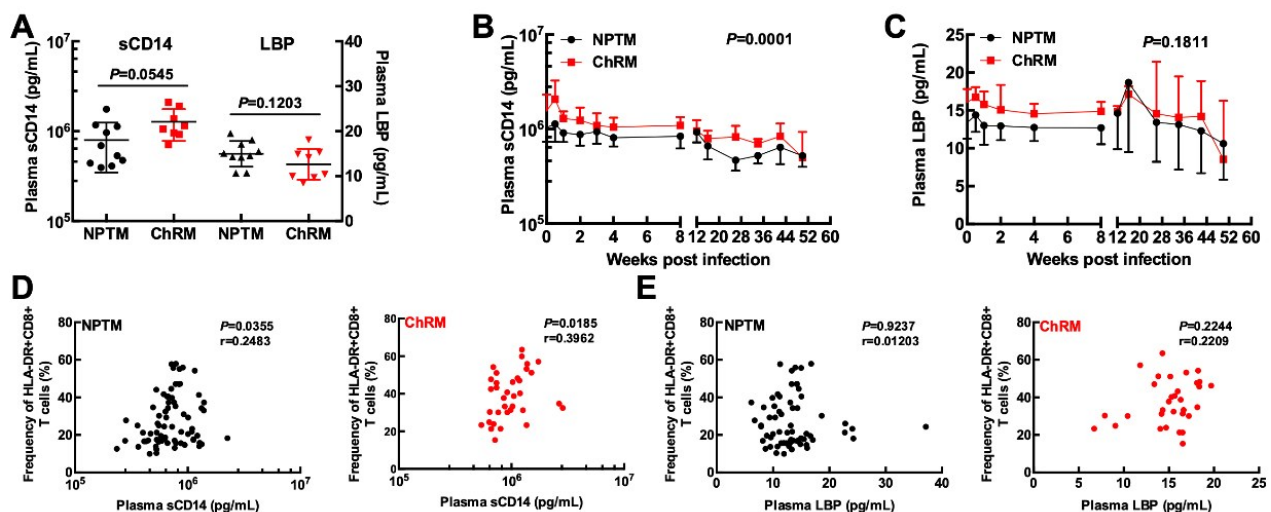 A
sCD14
LBP
P=0.0545
P=0.1203
Plasma sCD14 (pg/mL)
10^7
10^6
10^5
40
30
20
10
0
Plasma LBP (pg/mL)
NPTM
ChRM
NPTM
ChRM
B
NPTM
ChRM
P=0.0001
Plasma sCD14 (pg/mL)
10^7
10^6
10^5
0 2 4 6 8 12 20 28 36 44 52 60
Weeks post infection
C
NPTM
ChRM
P=0.1811
Plasma LBP (pg/mL)
25
20
15
10
5
0
0 2 4 6 8 12 20 28 36 44 52 60
Weeks post infection
D
Frequency of HLA-DR+CD8+
T cells (%)
NPTM
P=0.0355
r=0.2483
80
60
40
20
0
10^5 10^6 10^7
Plasma sCD14 (pg/mL)
Frequency of HLA-DR+CD8+
T cells (%)
ChRM
P=0.0185
r=0.3962
80
60
40
20
0
10^5 10^6 10^7
Plasma sCD14 (pg/mL)
E
Frequency of HLA-DR+CD8+
T cells (%)
NPTM
P=0.9237
r=0.01203
80
60
40
20
0
0 10 20 30 40
Plasma LBP (pg/mL)
Frequency of HLA-DR+CD8+
T cells (%)
ChRM
P=0.2244
r=0.2209
80
60
40
20
0
0 5 10 15 20 25
Plasma LBP (pg/mL)